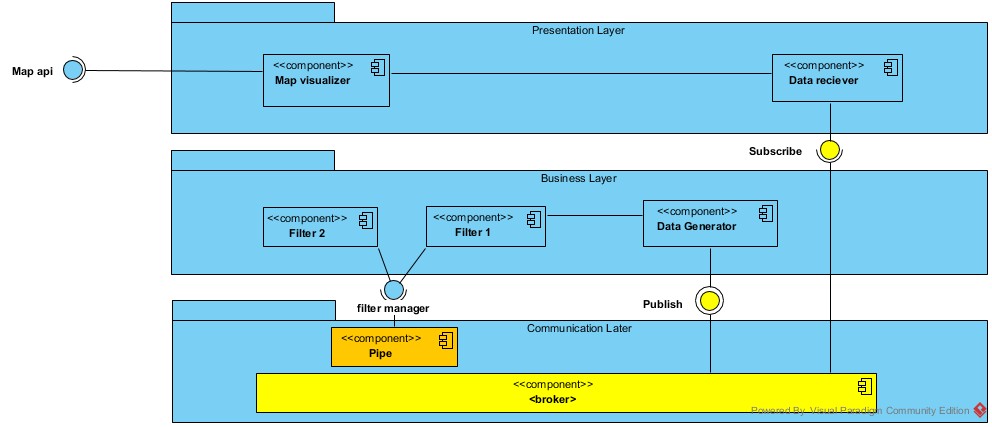 Presentation Layer
Map api
<<component>>
Map visualizer
<<component>>
Data reciever
Subscribe
Business Layer
<<component>>
Filter 2
<<component>>
Filter 1
<<component>>
Data Generator
filter manager
Publish
Communication Later
<<component>>
Pipe
<<component>>
<broker>
Powered By Visual Paradigm Community Edition